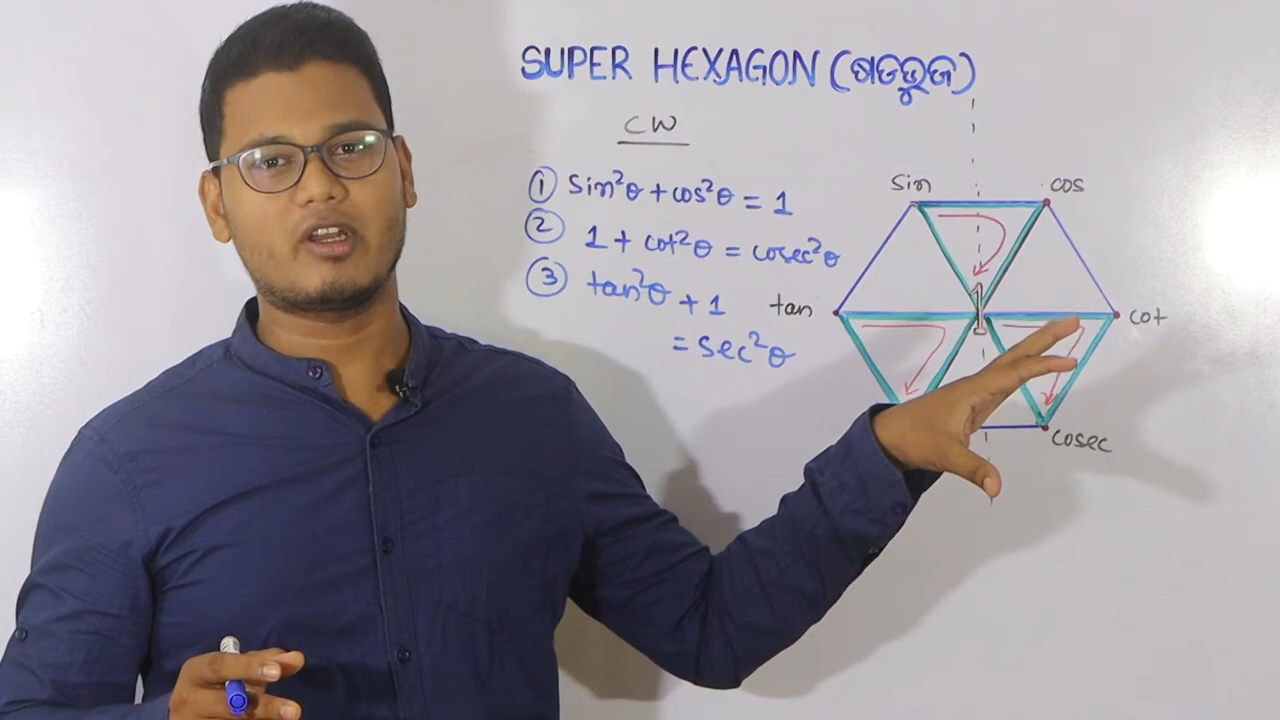 SUPER HEXAGON (ଷଡଭୁଜ)
CW
① Sin²θ + cos²θ = 1
② 1 + cot²θ = cosec²θ
③ tan²θ + 1
= sec²θ
Sin
cos
tan
1
cot
cosec